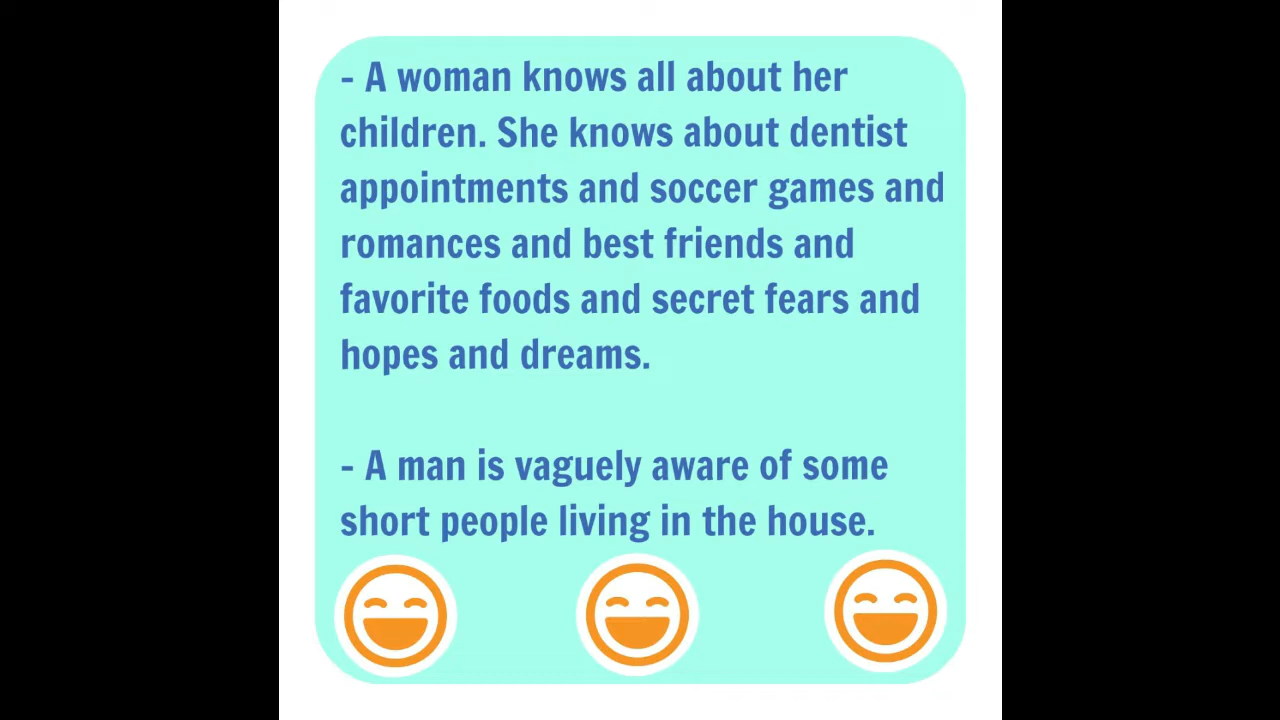 - A woman knows all about her
children. She knows about dentist
appointments and soccer games and
romances and best friends and
favorite foods and secret fears and
hopes and dreams.
- A man is vaguely aware of some
short people living in the house.